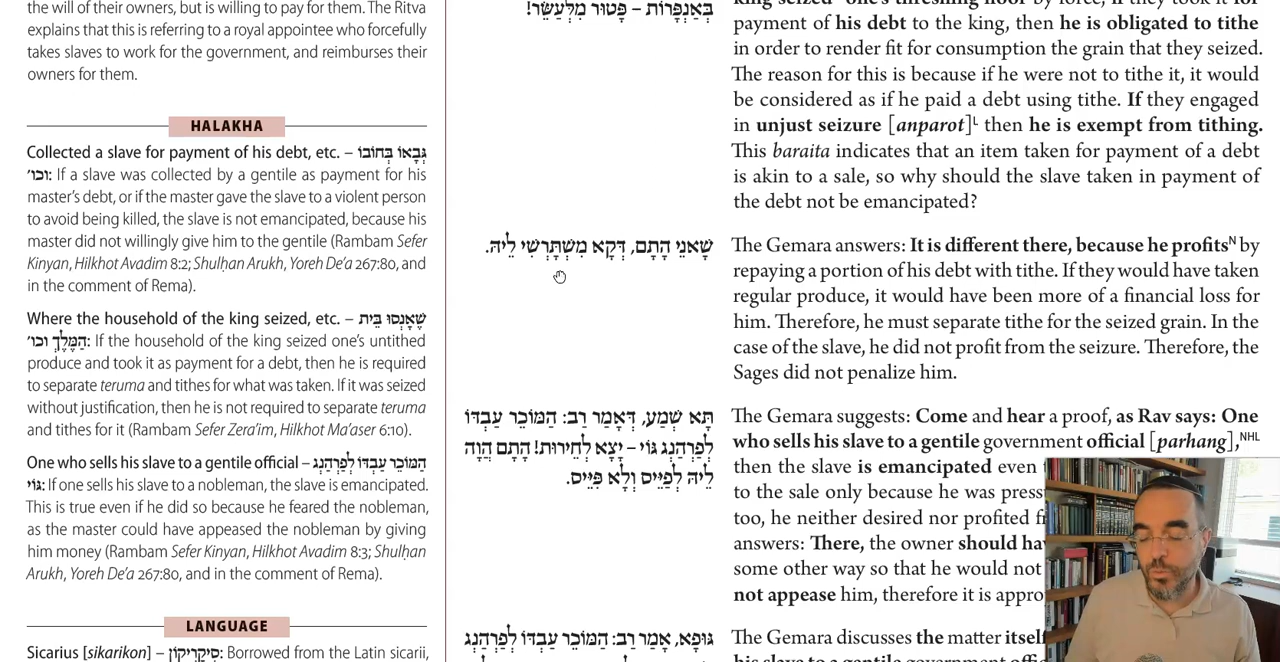 the will of their owners, but is willing to pay for them. The Ritva
explains that this is referring to a royal appointee who forcefully
takes slaves to work for the government, and reimburses their
owners for them.
HALAKHA
Collected a slave for payment of his debt, etc. – גְּבָאוֹ בְּחוֹבוֹ
וכו׳: If a slave was collected by a gentile as payment for his
master's debt, or if the master gave the slave to a violent person
to avoid being killed, the slave is not emancipated, because his
master did not willingly give him to the gentile (Rambam Sefer
Kinyan, Hilkhot Avadim 8:2; Shulḥan Arukh, Yoreh De'a 267:80, and
in the comment of Rema).
Where the household of the king seized, etc. – שֶׁאָנְסוּ בֵּית
הַמֶּלֶךְ וכו׳: If the household of the king seized one's untithed
produce and took it as payment for a debt, then he is required
to separate teruma and tithes for what was taken. If it was seized
without justification, then he is not required to separate teruma
and tithes for it (Rambam Sefer Zera'im, Hilkhot Ma'aser 6:10).
One who sells his slave to a gentile official – הַמּוֹכֵר עַבְדּוֹ לְפַרְהַנְג
גּוֹי: If one sells his slave to a nobleman, the slave is emancipated.
This is true even if he did so because he feared the nobleman,
as the master could have appeased the nobleman by giving
him money (Rambam Sefer Kinyan, Hilkhot Avadim 8:3; Shulḥan
Arukh, Yoreh De'a 267:80, and in the comment of Rema).
LANGUAGE
Sicarius [sikarikon] – סִיקְרִיקוֹן: Borrowed from the Latin sicarii,
בְּאַנְפָּרוֹת – פָּטוּר מִלְּעַשֵּׂר!
שָׁאנֵי הָתָם, דְּקָא מִשְׁתָּרְשִׁי לֵיהּ.
תָּא שְׁמַע, דְּאָמַר רַב: הַמּוֹכֵר עַבְדּוֹ
לְפַרְהַנְג גּוֹי – יָצָא לְחֵירוּת! הָתָם הֲוָה
לֵיהּ לְפַיֵּיס וְלָא פִּיֵּיס.
גּוּפָא, אָמַר רַב: הַמּוֹכֵר עַבְדּוֹ לְפַרְהַנְג
king seized one's threshing floor by force, if they took it for
payment of his debt to the king, then he is obligated to tithe
in order to render fit for consumption the grain that they seized.
The reason for this is because if he were not to tithe it, it would
be considered as if he paid a debt using tithe. If they engaged
in unjust seizure [anparot]L then he is exempt from tithing.
This baraita indicates that an item taken for payment of a debt
is akin to a sale, so why should the slave taken in payment of
the debt not be emancipated?
The Gemara answers: It is different there, because he profitsN by
repaying a portion of his debt with tithe. If they would have taken
regular produce, it would have been more of a financial loss for
him. Therefore, he must separate tithe for the seized grain. In the
case of the slave, he did not profit from the seizure. Therefore, the
Sages did not penalize him.
The Gemara suggests: Come and hear a proof, as Rav says: One
who sells his slave to a gentile government official [parhang],NHL
then the slave is emancipated even
to the sale only because he was press
too, he neither desired nor profited
answers: There, the owner should
some other way so that he would not
not appease him, therefore it is appro
The Gemara discusses the matter itsel
his slave to a gentile government